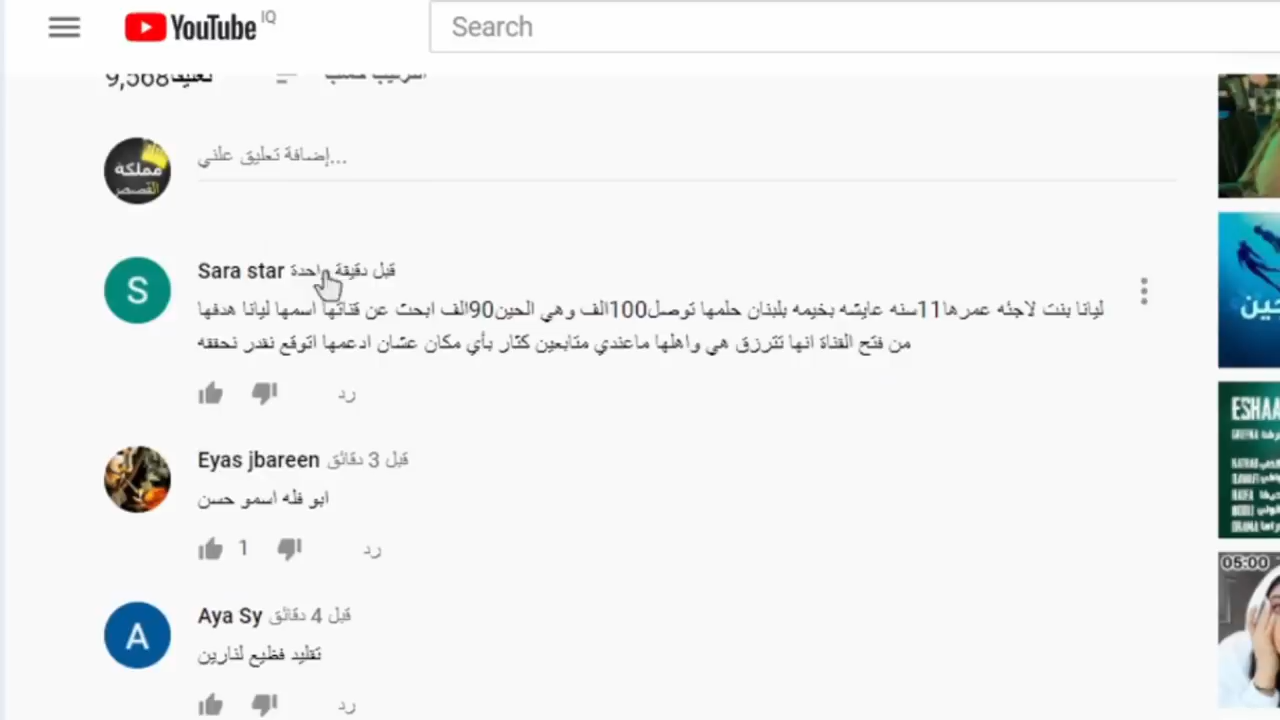 YouTube IQ
Search
9,568 تعليق
الترتيب حسب
مملكة
القصص
إضافة تعليق علني...
S
Sara star قبل دقيقة واحدة
ليانا بنت لاجئه عمرها11سنه عايشه بخيمه بلبنان حلمها توصل100الف وهي الحين90الف ابحث عن قناتها اسمها ليانا هدفها
من فتح القناة انها تترزق هي واهلها ماعندي متابعين كثار بأي مكان عشان ادعمها اتوقع نقدر نحققه
رد
Eyas jbareen قبل 3 دقائق
ابو فله اسمو حسن
1 رد
A
Aya Sy قبل 4 دقائق
تقليد فظيع لنارين
رد
ESHAA
05:00